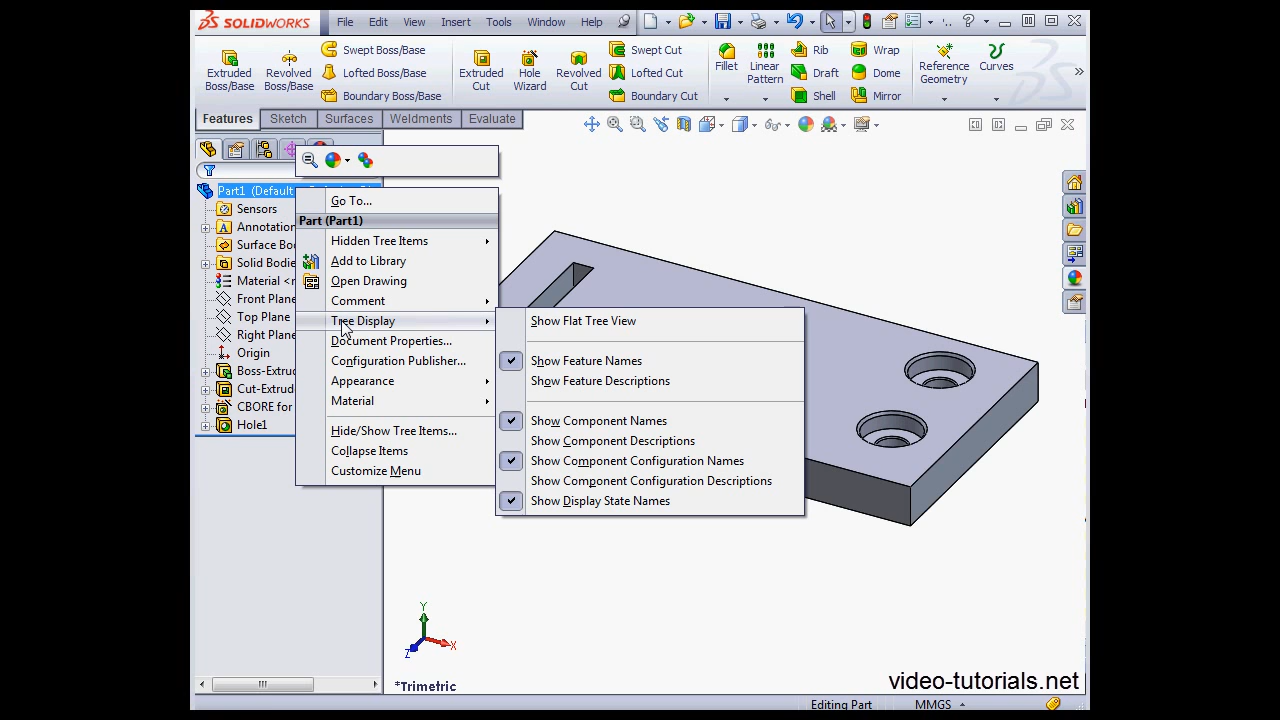 SOLIDWORKS File Edit View Insert Tools Window Help
Extruded Boss/Base
Revolved Boss/Base
Swept Boss/Base
Lofted Boss/Base
Boundary Boss/Base
Extruded Cut
Hole Wizard
Revolved Cut
Swept Cut
Lofted Cut
Boundary Cut
Fillet
Linear Pattern
Rib
Draft
Shell
Wrap
Dome
Mirror
Reference Geometry
Curves
Features Sketch Surfaces Weldments Evaluate
Part1 (Default
Sensors
Annotation
Surface Bo
Solid Bodie
Material <n
Front Plane
Top Plane
Right Plane
Origin
Boss-Extru
Cut-Extrud
CBORE for
Hole1
Go To...
Part (Part1)
Hidden Tree Items
Add to Library
Open Drawing
Comment
Tree Display
Document Properties...
Configuration Publisher...
Appearance
Material
Hide/Show Tree Items...
Collapse Items
Customize Menu
Show Flat Tree View
Show Feature Names
Show Feature Descriptions
Show Component Names
Show Component Descriptions
Show Component Configuration Names
Show Component Configuration Descriptions
Show Display State Names
Y
X
Z
*Trimetric
video-tutorials.net
Editing Part MMGS